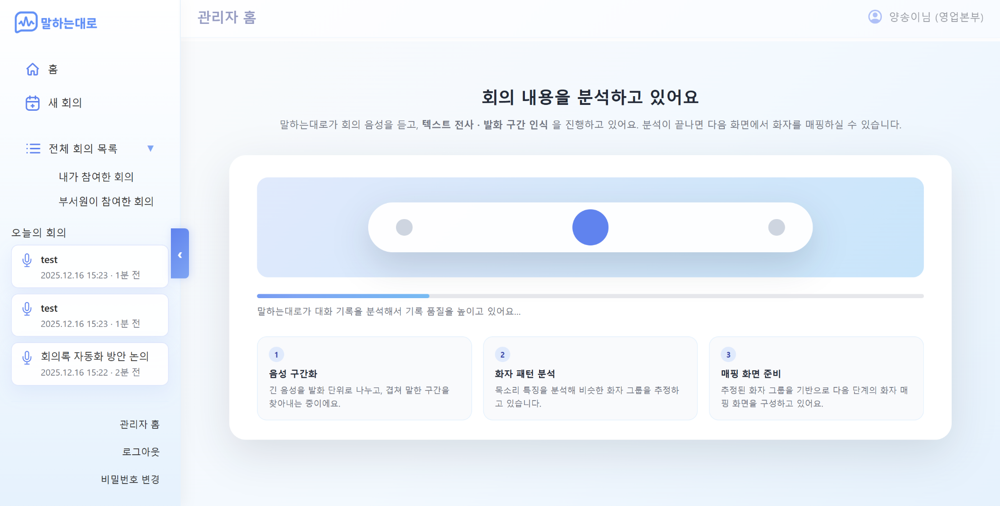 말하는대로
홈
새 회의
전체 회의 목록 ▼
내가 참여한 회의
부서원이 참여한 회의
오늘의 회의
test
2025.12.16 15:23 · 1분 전
test
2025.12.16 15:23 · 1분 전
회의록 자동화 방안 논의
2025.12.16 15:22 · 2분 전
관리자 홈
로그아웃
비밀번호 변경
‹
관리자 홈
양송이님 (영업본부)
회의 내용을 분석하고 있어요
말하는대로가 회의 음성을 듣고, 텍스트 전사 · 발화 구간 인식 을 진행하고 있어요. 분석이 끝나면 다음 화면에서 화자를 매핑하실 수 있습니다.
말하는대로가 대화 기록을 분석해서 기록 품질을 높이고 있어요...
1
음성 구간화
긴 음성을 발화 단위로 나누고, 겹쳐 말한 구간을
찾아내는 중이에요.
2
화자 패턴 분석
목소리 특징을 분석해 비슷한 화자 그룹을 추정하
고 있습니다.
3
매핑 화면 준비
추정된 화자 그룹을 기반으로 다음 단계의 화자 매
핑 화면을 구성하고 있어요.